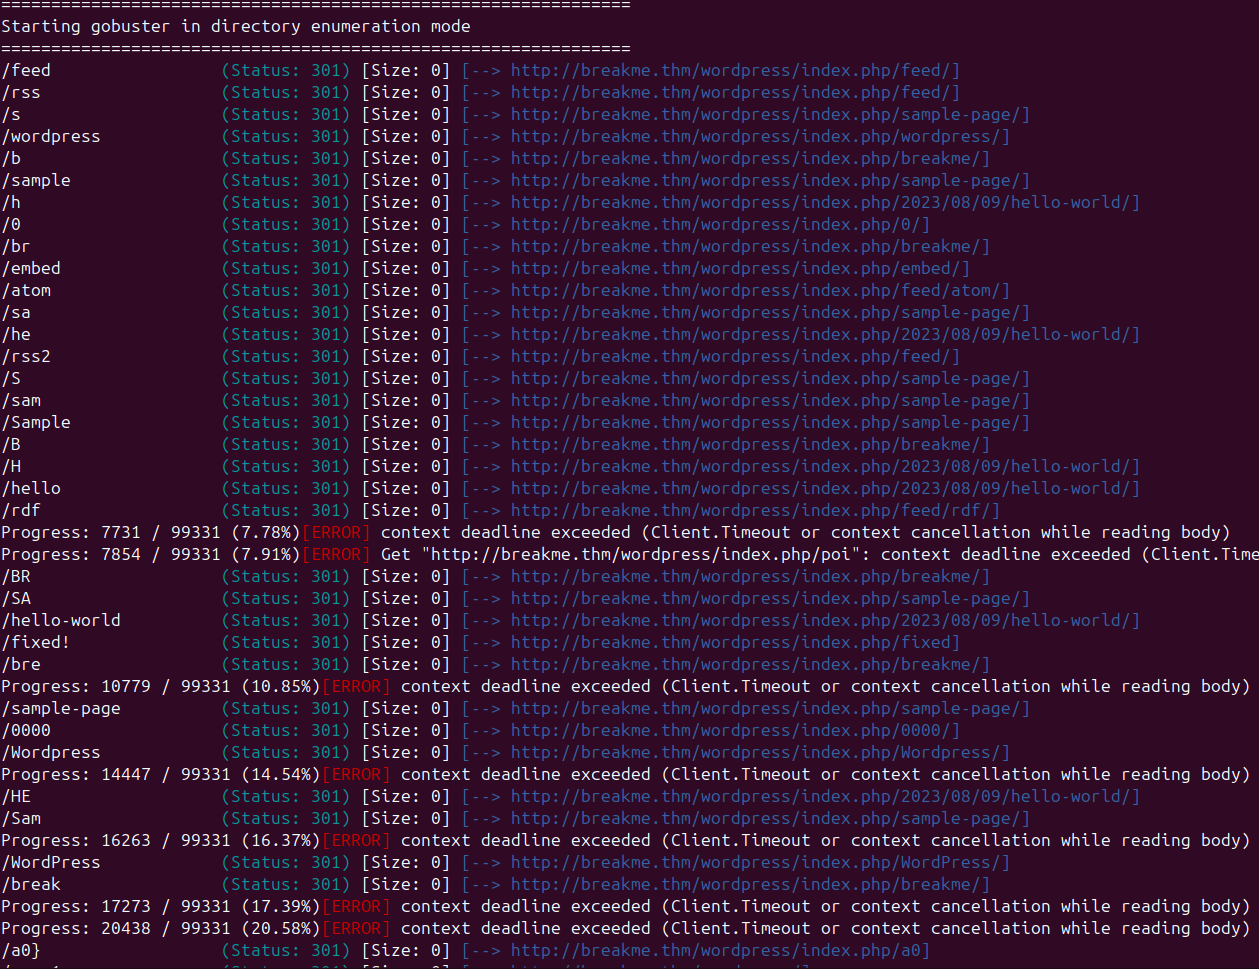 ===============================================================
Starting gobuster in directory enumeration mode
===============================================================
/feed (Status: 301) [Size: 0] [--> http://breakme.thm/wordpress/index.php/feed/]
/rss (Status: 301) [Size: 0] [--> http://breakme.thm/wordpress/index.php/feed/]
/s (Status: 301) [Size: 0] [--> http://breakme.thm/wordpress/index.php/sample-page/]
/wordpress (Status: 301) [Size: 0] [--> http://breakme.thm/wordpress/index.php/wordpress/]
/b (Status: 301) [Size: 0] [--> http://breakme.thm/wordpress/index.php/breakme/]
/sample (Status: 301) [Size: 0] [--> http://breakme.thm/wordpress/index.php/sample-page/]
/h (Status: 301) [Size: 0] [--> http://breakme.thm/wordpress/index.php/2023/08/09/hello-world/]
/0 (Status: 301) [Size: 0] [--> http://breakme.thm/wordpress/index.php/0/]
/br (Status: 301) [Size: 0] [--> http://breakme.thm/wordpress/index.php/breakme/]
/embed (Status: 301) [Size: 0] [--> http://breakme.thm/wordpress/index.php/embed/]
/atom (Status: 301) [Size: 0] [--> http://breakme.thm/wordpress/index.php/feed/atom/]
/sa (Status: 301) [Size: 0] [--> http://breakme.thm/wordpress/index.php/sample-page/]
/he (Status: 301) [Size: 0] [--> http://breakme.thm/wordpress/index.php/2023/08/09/hello-world/]
/rss2 (Status: 301) [Size: 0] [--> http://breakme.thm/wordpress/index.php/feed/]
/S (Status: 301) [Size: 0] [--> http://breakme.thm/wordpress/index.php/sample-page/]
/sam (Status: 301) [Size: 0] [--> http://breakme.thm/wordpress/index.php/sample-page/]
/Sample (Status: 301) [Size: 0] [--> http://breakme.thm/wordpress/index.php/sample-page/]
/B (Status: 301) [Size: 0] [--> http://breakme.thm/wordpress/index.php/breakme/]
/H (Status: 301) [Size: 0] [--> http://breakme.thm/wordpress/index.php/2023/08/09/hello-world/]
/hello (Status: 301) [Size: 0] [--> http://breakme.thm/wordpress/index.php/2023/08/09/hello-world/]
/rdf (Status: 301) [Size: 0] [--> http://breakme.thm/wordpress/index.php/feed/rdf/]
Progress: 7731 / 99331 (7.78%)[ERROR] context deadline exceeded (Client.Timeout or context cancellation while reading body)
Progress: 7854 / 99331 (7.91%)[ERROR] Get "http://breakme.thm/wordpress/index.php/poi": context deadline exceeded (Client.Time
/BR (Status: 301) [Size: 0] [--> http://breakme.thm/wordpress/index.php/breakme/]
/SA (Status: 301) [Size: 0] [--> http://breakme.thm/wordpress/index.php/sample-page/]
/hello-world (Status: 301) [Size: 0] [--> http://breakme.thm/wordpress/index.php/2023/08/09/hello-world/]
/fixed! (Status: 301) [Size: 0] [--> http://breakme.thm/wordpress/index.php/fixed]
/bre (Status: 301) [Size: 0] [--> http://breakme.thm/wordpress/index.php/breakme/]
Progress: 10779 / 99331 (10.85%)[ERROR] context deadline exceeded (Client.Timeout or context cancellation while reading body)
/sample-page (Status: 301) [Size: 0] [--> http://breakme.thm/wordpress/index.php/sample-page/]
/0000 (Status: 301) [Size: 0] [--> http://breakme.thm/wordpress/index.php/0000/]
/Wordpress (Status: 301) [Size: 0] [--> http://breakme.thm/wordpress/index.php/Wordpress/]
Progress: 14447 / 99331 (14.54%)[ERROR] context deadline exceeded (Client.Timeout or context cancellation while reading body)
/HE (Status: 301) [Size: 0] [--> http://breakme.thm/wordpress/index.php/2023/08/09/hello-world/]
/Sam (Status: 301) [Size: 0] [--> http://breakme.thm/wordpress/index.php/sample-page/]
Progress: 16263 / 99331 (16.37%)[ERROR] context deadline exceeded (Client.Timeout or context cancellation while reading body)
/WordPress (Status: 301) [Size: 0] [--> http://breakme.thm/wordpress/index.php/WordPress/]
/break (Status: 301) [Size: 0] [--> http://breakme.thm/wordpress/index.php/breakme/]
Progress: 17273 / 99331 (17.39%)[ERROR] context deadline exceeded (Client.Timeout or context cancellation while reading body)
Progress: 20438 / 99331 (20.58%)[ERROR] context deadline exceeded (Client.Timeout or context cancellation while reading body)
/a0} (Status: 301) [Size: 0] [--> http://breakme.thm/wordpress/index.php/a0]